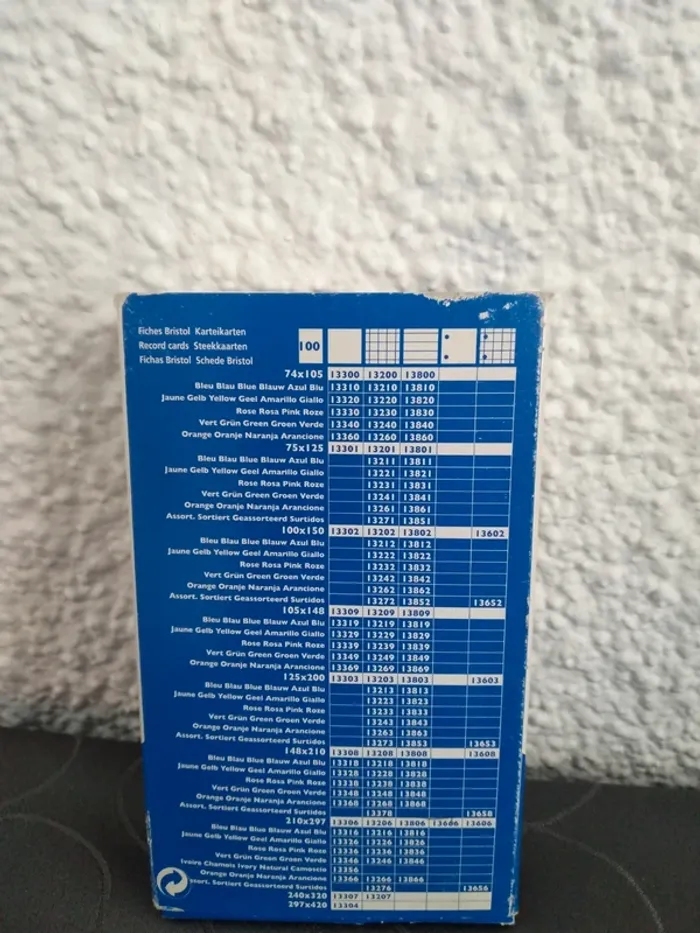 Fiches Bristol Karteikarten
Record cards Steekkaarten
Fichas Bristol Schede Bristol
100
74x105 13300 13200 13800
Bleu Blau Blue Blauw Azul Blu 13310 13210 13810
Jaune Gelb Yellow Geel Amarillo Giallo 13320 13220 13820
Rose Rosa Pink Roze 13330 13230 13830
Vert Grün Green Groen Verde 13340 13240 13840
Orange Oranje Naranja Arancione 13360 13260 13860
75x125 13301 13201 13801
Bleu Blau Blue Blauw Azul Blu 13211 13811
Jaune Gelb Yellow Geel Amarillo Giallo 13221 13821
Rose Rosa Pink Roze 13231 13831
Vert Grün Green Groen Verde 13241 13841
Orange Oranje Naranja Arancione 13261 13861
Assort. Sortiert Geassorteerd Surtidos 13271 13851
100x150 13302 13202 13802 13602
Bleu Blau Blue Blauw Azul Blu 13212 13812
Jaune Gelb Yellow Geel Amarillo Giallo 13222 13822
Rose Rosa Pink Roze 13232 13832
Vert Grün Green Groen Verde 13242 13842
Orange Oranje Naranja Arancione 13262 13862
Assort. Sortiert Geassorteerd Surtidos 13272 13852 13652
105x148 13309 13209 13809
Bleu Blau Blue Blauw Azul Blu 13319 13219 13819
Jaune Gelb Yellow Geel Amarillo Giallo 13329 13229 13829
Rose Rosa Pink Roze 13339 13239 13839
Vert Grün Green Groen Verde 13349 13249 13849
Orange Oranje Naranja Arancione 13369 13269 13869
125x200 13303 13203 13803 13603
Bleu Blau Blue Blauw Azul Blu 13213 13813
Jaune Gelb Yellow Geel Amarillo Giallo 13223 13823
Rose Rosa Pink Roze 13233 13833
Vert Grün Green Groen Verde 13243 13843
Orange Oranje Naranja Arancione 13263 13863
Assort. Sortiert Geassorteerd Surtidos 13273 13853 13653
148x210 13308 13208 13808 13608
Bleu Blau Blue Blauw Azul Blu 13318 13218 13818
Jaune Gelb Yellow Geel Amarillo Giallo 13328 13228 13828
Rose Rosa Pink Roze 13338 13238 13838
Vert Grün Green Groen Verde 13348 13248 13848
Orange Oranje Naranja Arancione 13368 13268 13868
Assort. Sortiert Geassorteerd Surtidos 13278 13658
210x297 13306 13206 13806 13646 13606
Bleu Blau Blue Blauw Azul Blu 13316 13216 13816
Jaune Gelb Yellow Geel Amarillo Giallo 13326 13226 13826
Rose Rosa Pink Roze 13336 13236 13836
Vert Grün Green Groen Verde 13346 13246 13846
Ivoire Chamois Ivory Natural Camoscio 13356
Orange Oranje Naranja Arancione 13366 13266 13866
Sortiert Geassorteerd Surtidos 13276 13656
240x320 13307 13207
297x420 13304